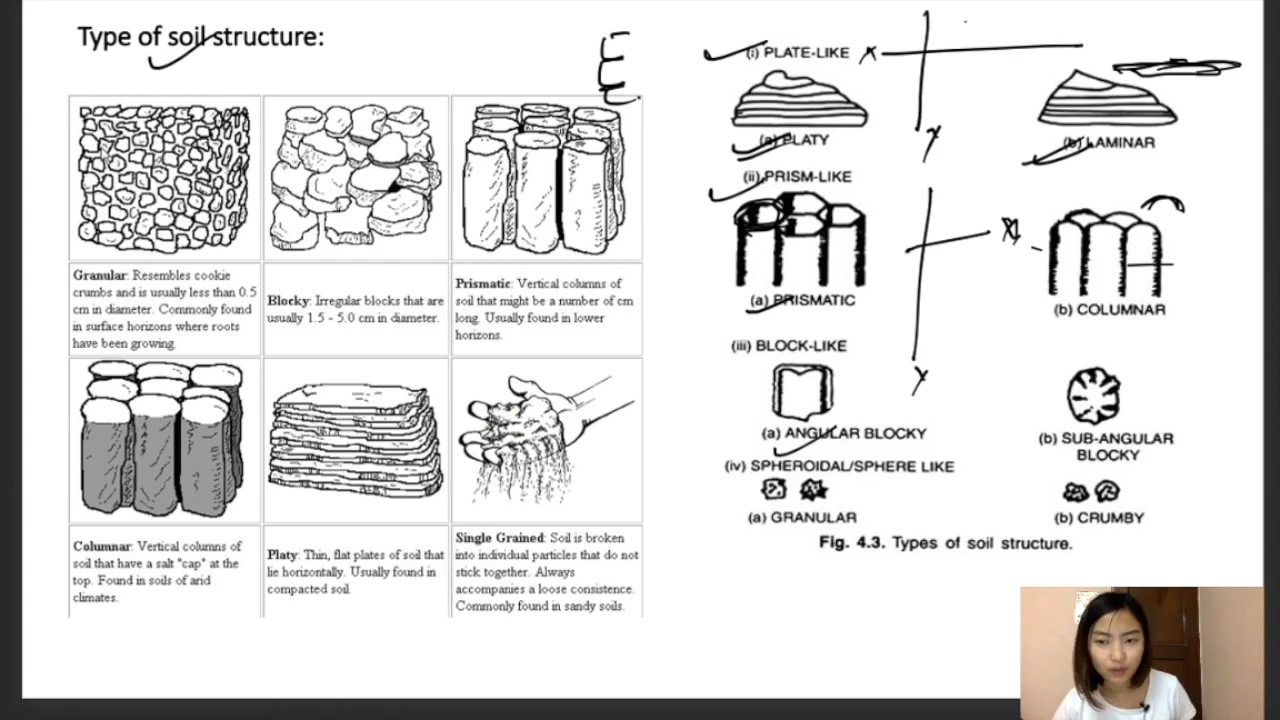 Type of soil structure:
E
Granular: Resembles cookie
crumbs and is usually less than 0.5
cm in diameter. Commonly found
in surface horizons where roots
have been growing.
Blocky: Irregular blocks that are
usually 1.5 - 5.0 cm in diameter.
Prismatic: Vertical columns of
soil that might be a number of cm
long. Usually found in lower
horizons.
Columnar: Vertical columns of
soil that have a salt "cap" at the
top. Found in soils of arid
climates.
Platy: Thin, flat plates of soil that
lie horizontally. Usually found in
compacted soil.
Single Grained: Soil is broken
into individual particles that do not
stick together. Always
accompanies a loose consistence.
Commonly found in sandy soils.
(i) PLATE-LIKE
x
y
(a) PLATY
(b) LAMINAR
(ii) PRISM-LIKE
x
y
(a) PRISMATIC
(b) COLUMNAR
(iii) BLOCK-LIKE
(a) ANGULAR BLOCKY
(b) SUB-ANGULAR
BLOCKY
(iv) SPHEROIDAL/SPHERE LIKE
(a) GRANULAR
(b) CRUMBY
Fig. 4.3. Types of soil structure.